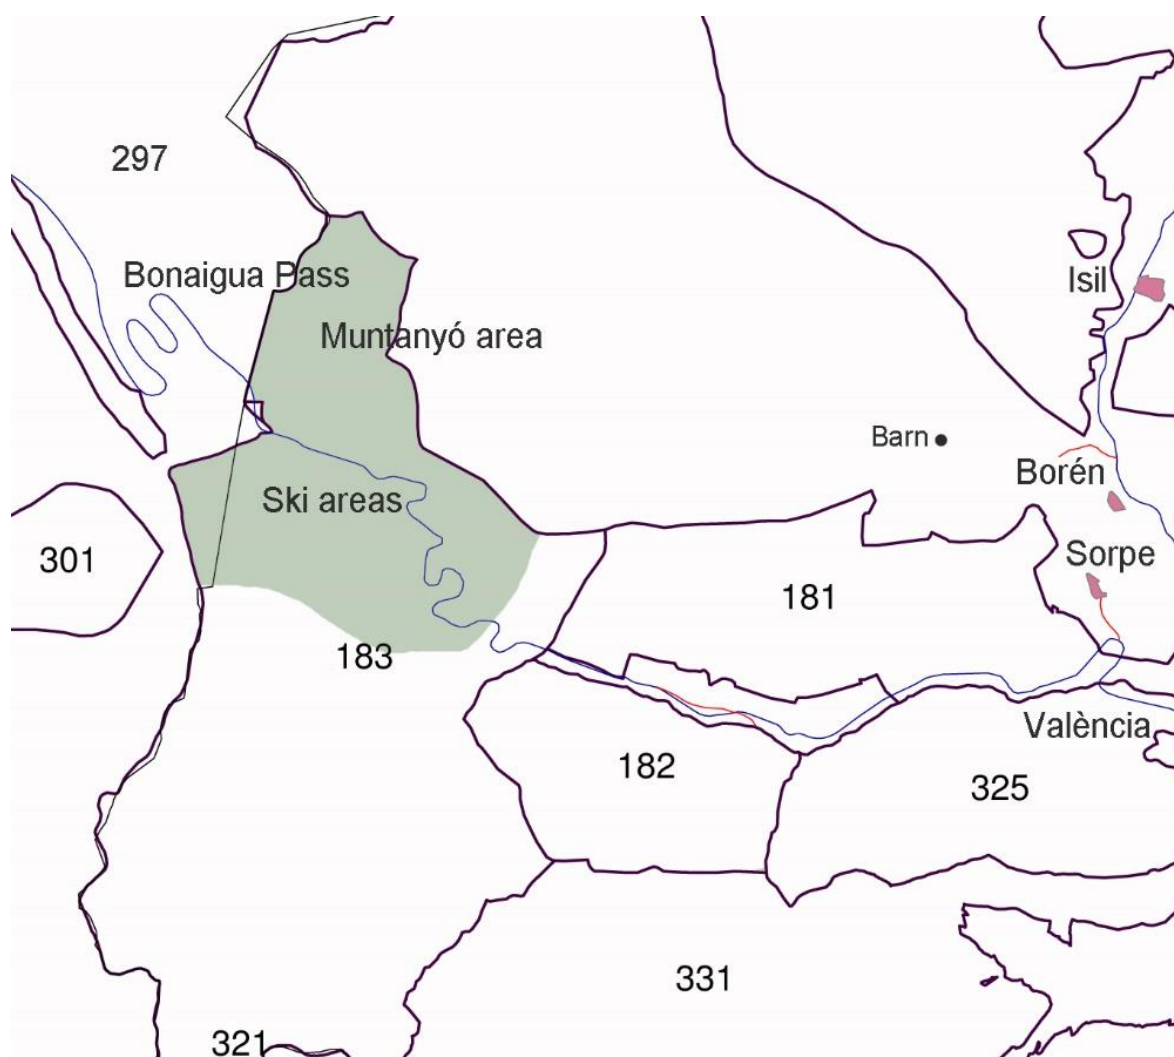 297
Bonaigua Pass
Isil
Muntanyó area
Barn
Borén
Ski areas
301
Sorpe
181
183
València
182
325
331
321